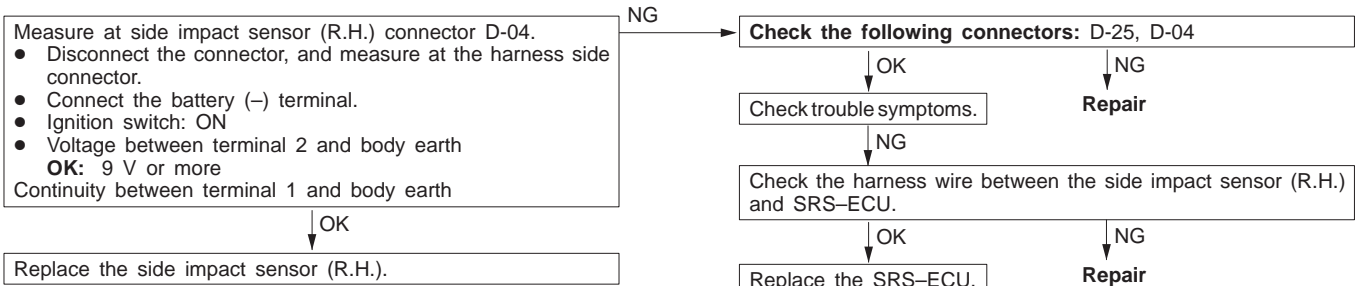 Measure at side impact sensor (R.H.) connector D-04.
● Disconnect the connector, and measure at the harness side
connector.
● Connect the battery (–) terminal.
● Ignition switch: ON
● Voltage between terminal 2 and body earth
OK: 9 V or more
Continuity between terminal 1 and body earth
OK
Replace the side impact sensor (R.H.).
NG
Check the following connectors: D-25, D-04
OK
NG
Check trouble symptoms.
Repair
NG
Check the harness wire between the side impact sensor (R.H.)
and SRS–ECU.
OK
NG
Replace the SRS–ECU.
Repair